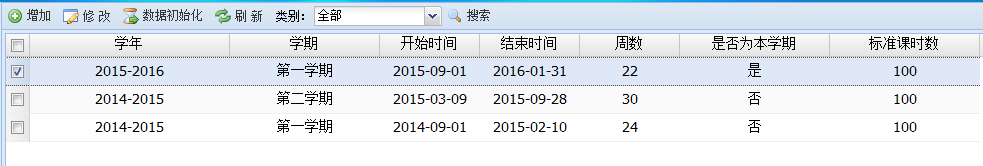 增加 修 改 数据初始化 刷 新 类别： 全部 搜索
学年 学期 开始时间 结束时间 周数 是否为本学期 标准课时数
2015-2016 第一学期 2015-09-01 2016-01-31 22 是 100
2014-2015 第二学期 2015-03-09 2015-09-28 30 否 100
2014-2015 第一学期 2014-09-01 2015-02-10 24 否 100